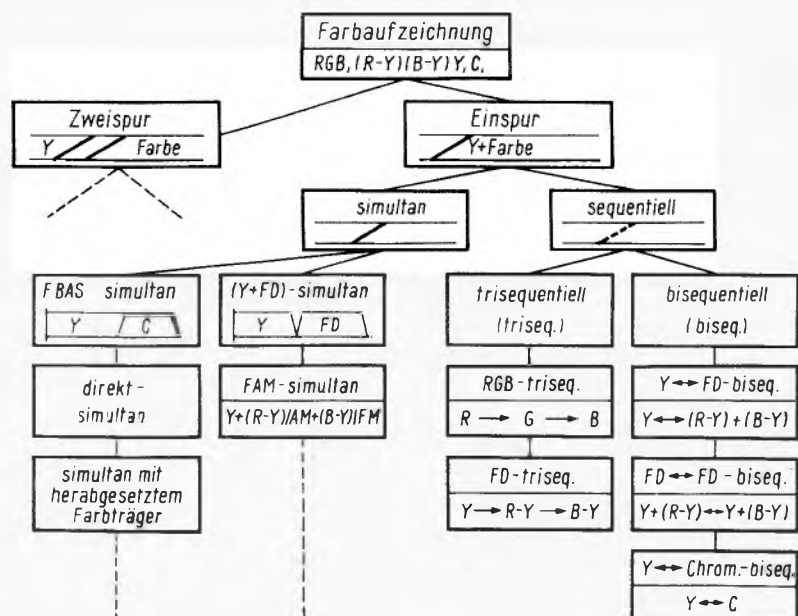 Farbaufzeichnung
RGB, (R-Y)(B-Y)Y, C,
Zweispur
Y Farbe
Einspur
Y+Farbe
simultan
sequentiell
FBAS simultan
Y C
(Y+FD)-simultan
Y FD
trisequentiell
(triseq.)
bisequentiell
(biseq.)
direkt-
simultan
FAM-simultan
Y+(R-Y)/AM+(B-Y)/FM
RGB-triseq.
R → G → B
Y ↔ FD-biseq.
Y ↔ (R-Y)+(B-Y)
simultan mit
herabgesetztem
Farbträger
FD-triseq.
Y → R-Y → B-Y
FD ↔ FD-biseq.
Y+(R-Y) ↔ Y+(B-Y)
Y ↔ Chrom.-biseq.
Y ↔ C